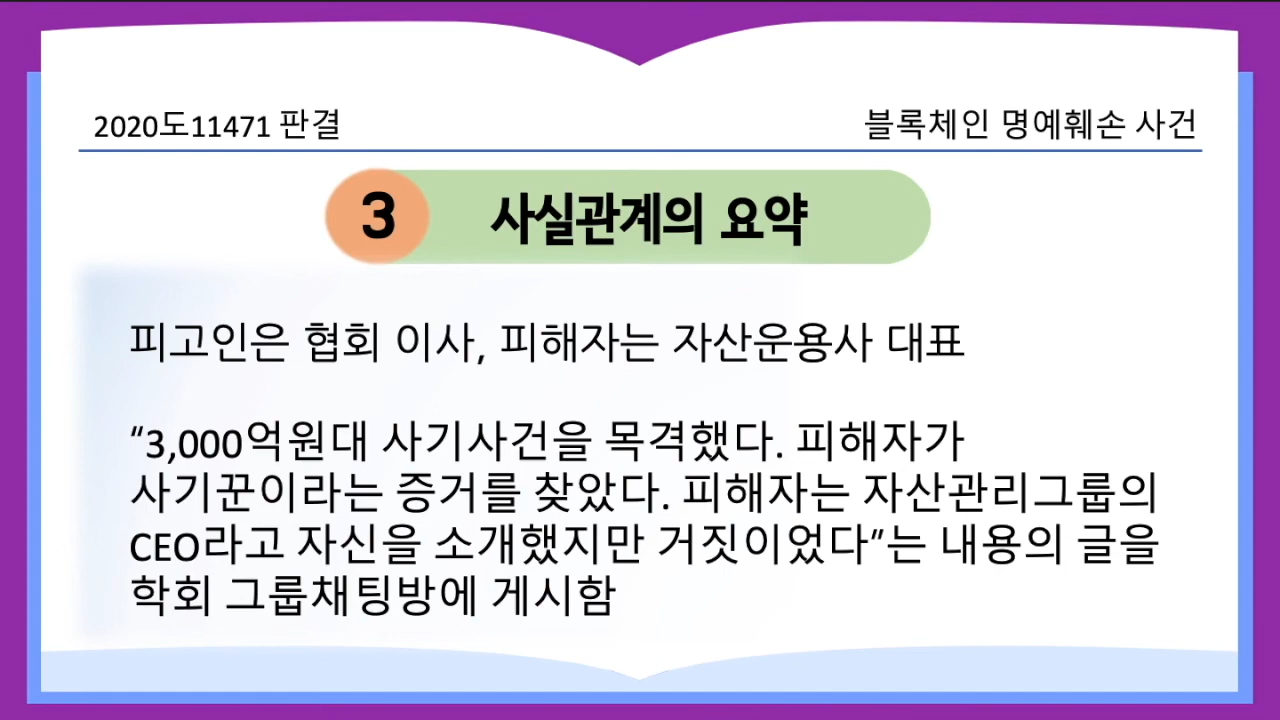 2020도11471 판결
블록체인 명예훼손 사건
3 사실관계의 요약
피고인은 협회 이사, 피해자는 자산운용사 대표
“3,000억원대 사기사건을 목격했다. 피해자가
사기꾼이라는 증거를 찾았다. 피해자는 자산관리그룹의
CEO라고 자신을 소개했지만 거짓이었다”는 내용의 글을
학회 그룹채팅방에 게시함